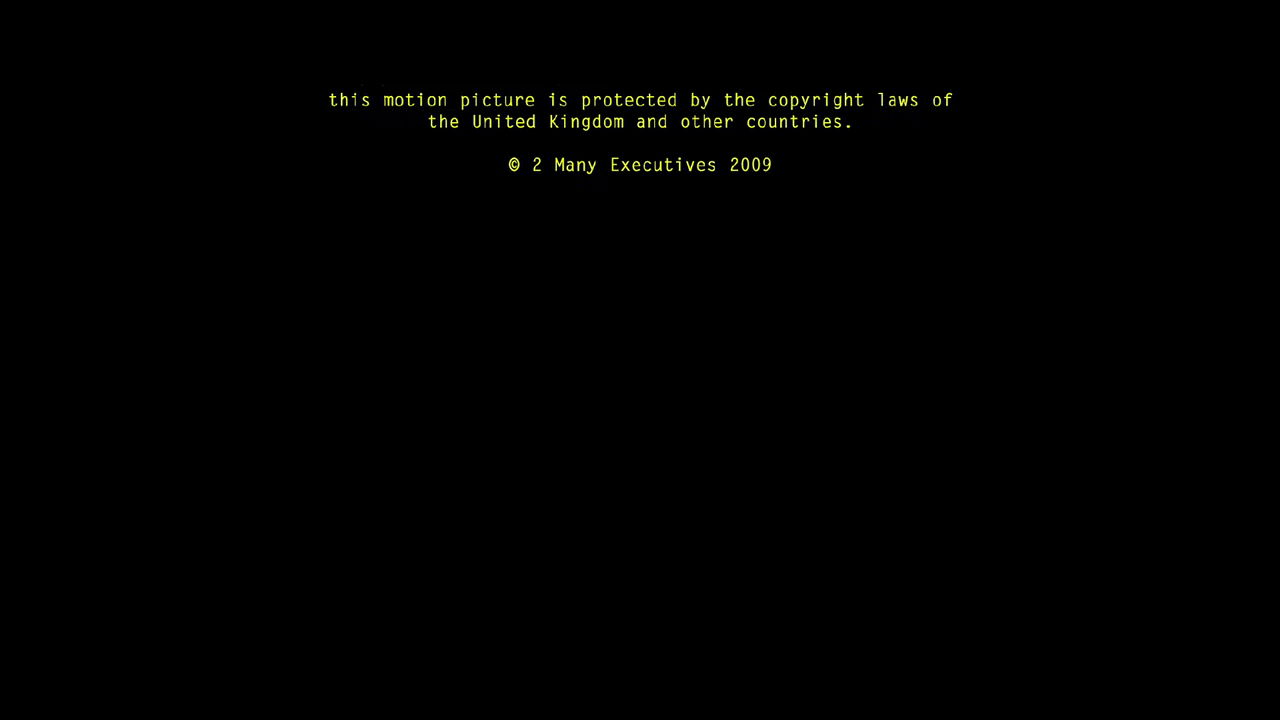 this motion picture is protected by the copyright laws of
the United Kingdom and other countries.
© 2 Many Executives 2009